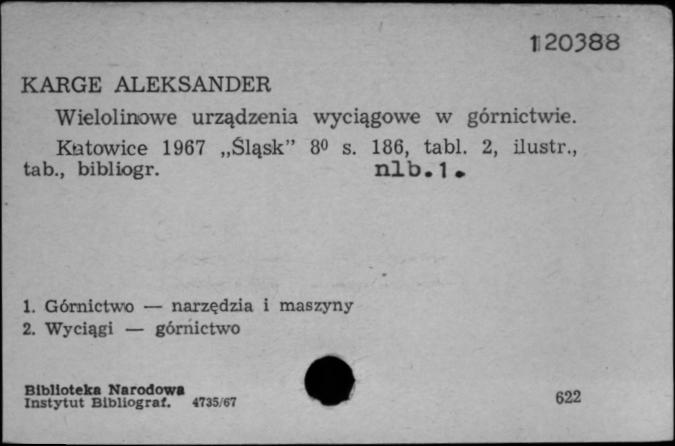 120388
KARGE ALEKSANDER
Wielolinowe urządzenia wyciągowe w górnictwie.
Katowice 1967 „Śląsk” 8⁰ s. 186, tabl. 2, ilustr.,
tab., bibliogr. nlb.1.
1. Górnictwo — narzędzia i maszyny
2. Wyciągi — górnictwo
Biblioteka Narodowa
Instytut Bibliograf. 4735/67
622